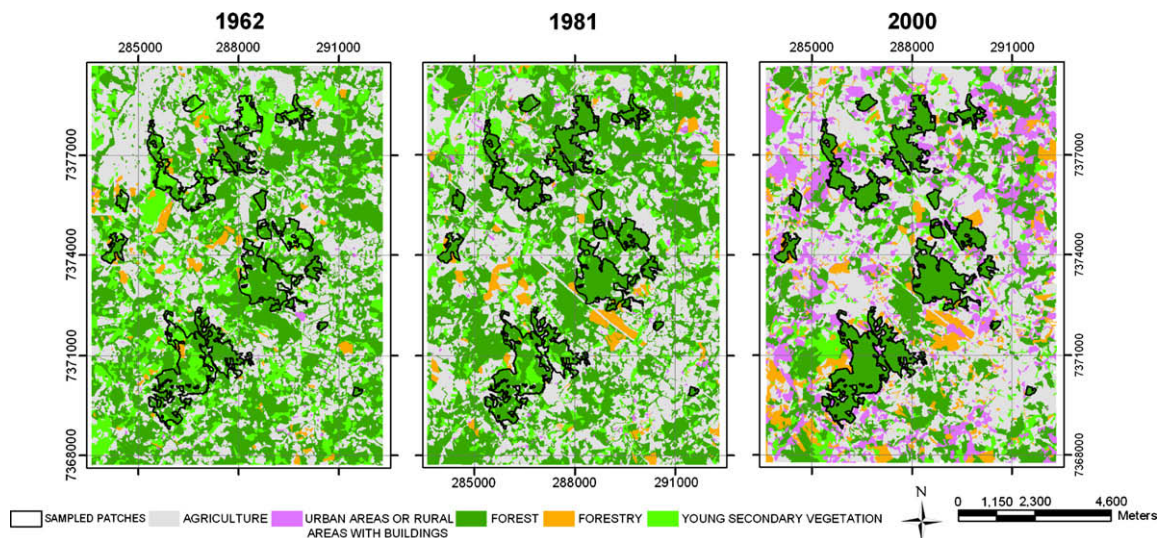 1962 1981 2000
285000 288000 291000 285000 288000 291000
7377000 7377000
7374000 7374000
7371000 7371000
7368000 7368000
285000 288000 291000
SAMPLED PATCHES AGRICULTURE URBAN AREAS OR RURAL AREAS WITH BUILDINGS FOREST FORESTRY YOUNG SECONDARY VEGETATION
N
0 1,150 2,300 4,600
Meters